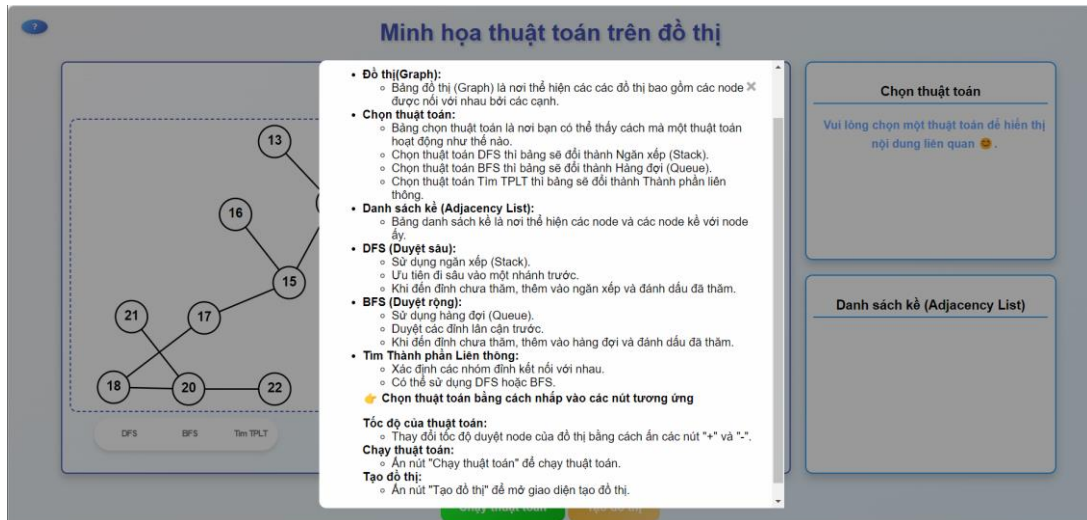 ?
Minh họa thuật toán trên đồ thị
Đồ thị(Graph):
Bảng đồ thị (Graph) là nơi thể hiện các các đồ thị bao gồm các node
được nối với nhau bởi các cạnh.
Chọn thuật toán:
Bảng chọn thuật toán là nơi bạn có thể thấy cách mà một thuật toán
hoạt động như thế nào.
Chọn thuật toán DFS thì bảng sẽ đổi thành Ngăn xếp (Stack).
Chọn thuật toán BFS thì bảng sẽ đổi thành Hàng đợi (Queue).
Chọn thuật toán Tìm TPLT thì bảng sẽ đổi thành Thành phần liên
thông.
Danh sách kề (Adjacency List):
Bảng danh sách kề là nơi thể hiện các node và các node kề với node
ấy.
DFS (Duyệt sâu):
Sử dụng ngăn xếp (Stack).
Ưu tiên đi sâu vào một nhánh trước.
Khi đến đỉnh chưa thăm, thêm vào ngăn xếp và đánh dấu đã thăm.
BFS (Duyệt rộng):
Sử dụng hàng đợi (Queue).
Duyệt các đỉnh lân cận trước.
Khi đến đỉnh chưa thăm, thêm vào hàng đợi và đánh dấu đã thăm.
Tìm Thành phần Liên thông:
Xác định các nhóm đỉnh kết nối với nhau.
Có thể sử dụng DFS hoặc BFS.
👉 Chọn thuật toán bằng cách nhấp vào các nút tương ứng
Tốc độ của thuật toán:
Thay đổi tốc độ duyệt node của đồ thị bằng cách ấn các nút "+" và "-".
Chạy thuật toán:
Ấn nút "Chạy thuật toán" để chạy thuật toán.
Tạo đồ thị:
Ấn nút "Tạo đồ thị" để mở giao diện tạo đồ thị.
13
16
15
21
17
18
20
22
DFS BFS Tìm TPLT
Chọn thuật toán
Vui lòng chọn một thuật toán để hiển thị
nội dung liên quan 😊.
Danh sách kề (Adjacency List)
Chạy thuật toán Tạo đồ thị